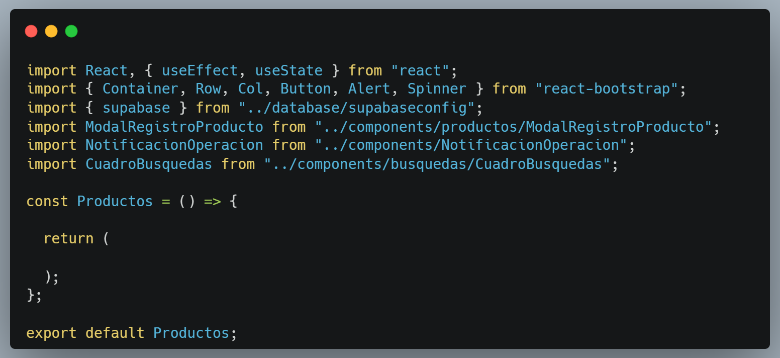 import React, { useEffect, useState } from "react";
import { Container, Row, Col, Button, Alert, Spinner } from "react-bootstrap";
import { supabase } from "../database/supabaseconfig";
import ModalRegistroProducto from "../components/productos/ModalRegistroProducto";
import NotificacionOperacion from "../components/NotificacionOperacion";
import CuadroBusquedas from "../components/busquedas/CuadroBusquedas";

const Productos = () => {

  return (

  );
};

export default Productos;